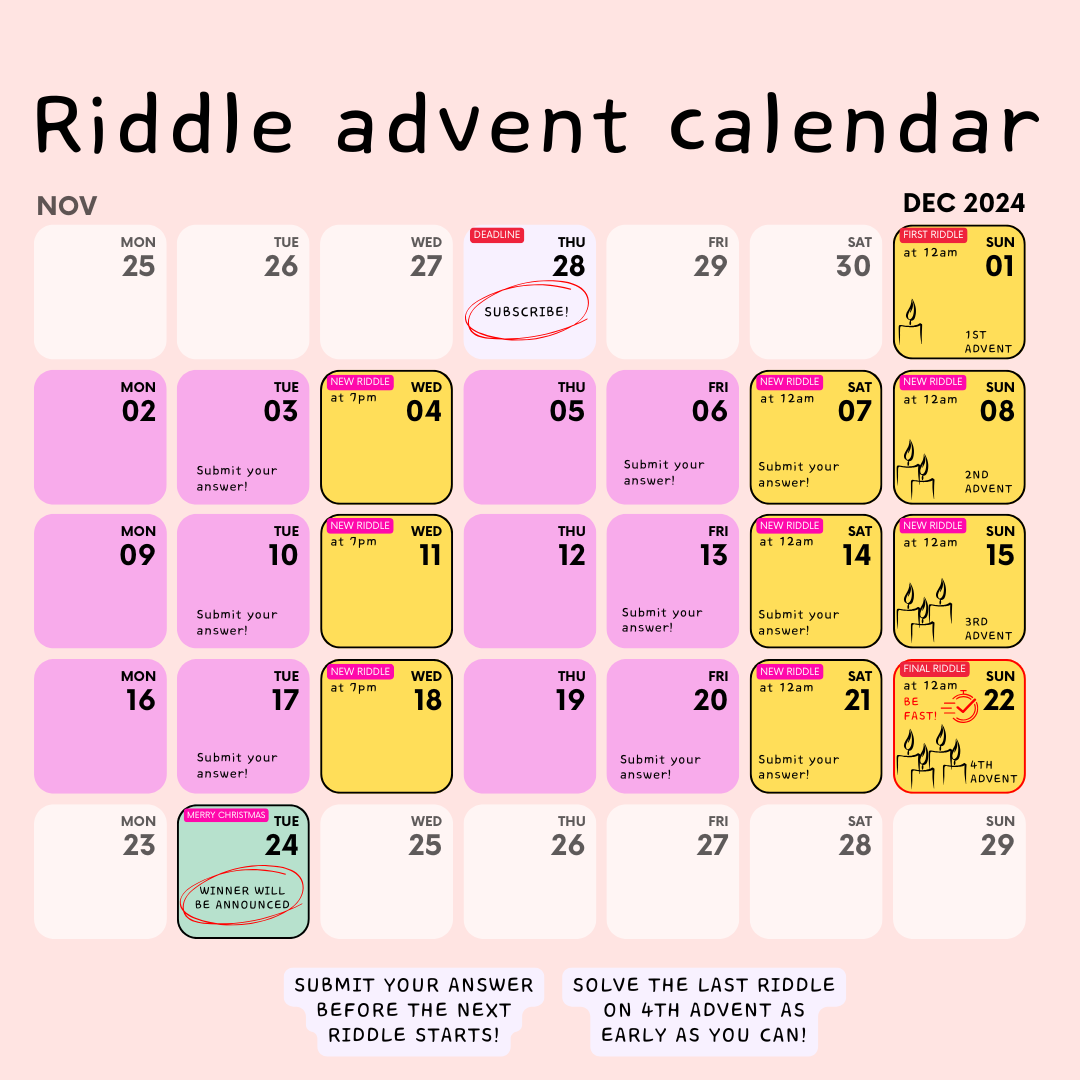 Riddle advent calendar
NOV
DEC 2024
MON
25
TUE
26
WED
27
DEADLINE
THU
28
SUBSCRIBE!
FRI
29
SAT
30
FIRST RIDDLE
at 12am
SUN
01
1ST
ADVENT
MON
02
TUE
03
Submit your
answer!
NEW RIDDLE
at 7pm
WED
04
THU
05
FRI
06
Submit your
answer!
NEW RIDDLE
at 12am
SAT
07
Submit your
answer!
NEW RIDDLE
at 12am
SUN
08
2ND
ADVENT
MON
09
TUE
10
Submit your
answer!
NEW RIDDLE
at 7pm
WED
11
THU
12
FRI
13
Submit your
answer!
NEW RIDDLE
at 12am
SAT
14
Submit your
answer!
NEW RIDDLE
at 12am
SUN
15
3RD
ADVENT
MON
16
TUE
17
Submit your
answer!
NEW RIDDLE
at 7pm
WED
18
THU
19
FRI
20
Submit your
answer!
NEW RIDDLE
at 12am
SAT
21
Submit your
answer!
FINAL RIDDLE
at 12am
BE
FAST!
SUN
22
4TH
ADVENT
MON
23
MERRY CHRISTMAS
TUE
24
WINNER WILL
BE ANNOUNCED
WED
25
THU
26
FRI
27
SAT
28
SUN
29
SUBMIT YOUR ANSWER
BEFORE THE NEXT
RIDDLE STARTS!
SOLVE THE LAST RIDDLE
ON 4TH ADVENT AS
EARLY AS YOU CAN!